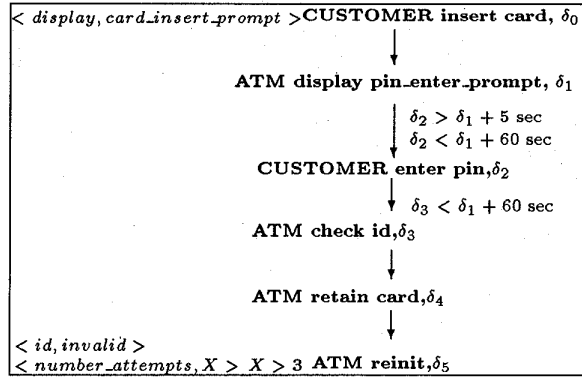 < display, card_insert_prompt >CUSTOMER insert card, δ0
ATM display pin_enter_prompt, δ1
δ2 > δ1 + 5 sec
δ2 < δ1 + 60 sec
CUSTOMER enter pin,δ2
δ3 < δ1 + 60 sec
ATM check id,δ3
ATM retain card,δ4
< id, invalid >
< number_attempts, X > X > 3 ATM reinit,δ5